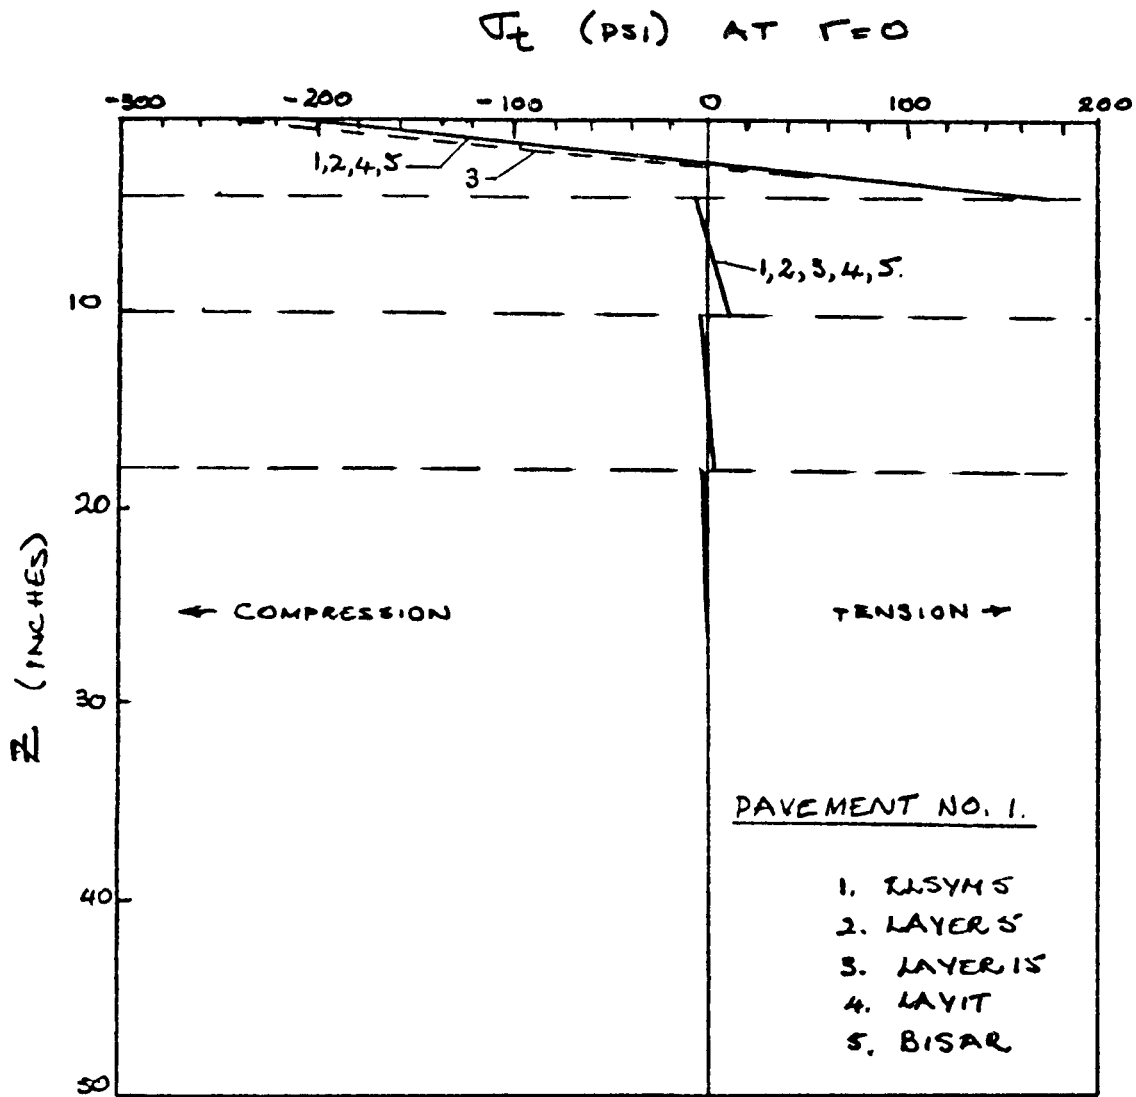 σt (PSI) AT r=0
-300 -200 -100 0 100 200
1,2,4,5
3
1,2,3,4,5.
10
20
← COMPRESSION
TENSION →
Z (INCHES)
30
PAVEMENT NO. 1.
1. ELSYM5
40
2. LAYER5
3. LAYER15
4. LAYIT
5. BISAR
50